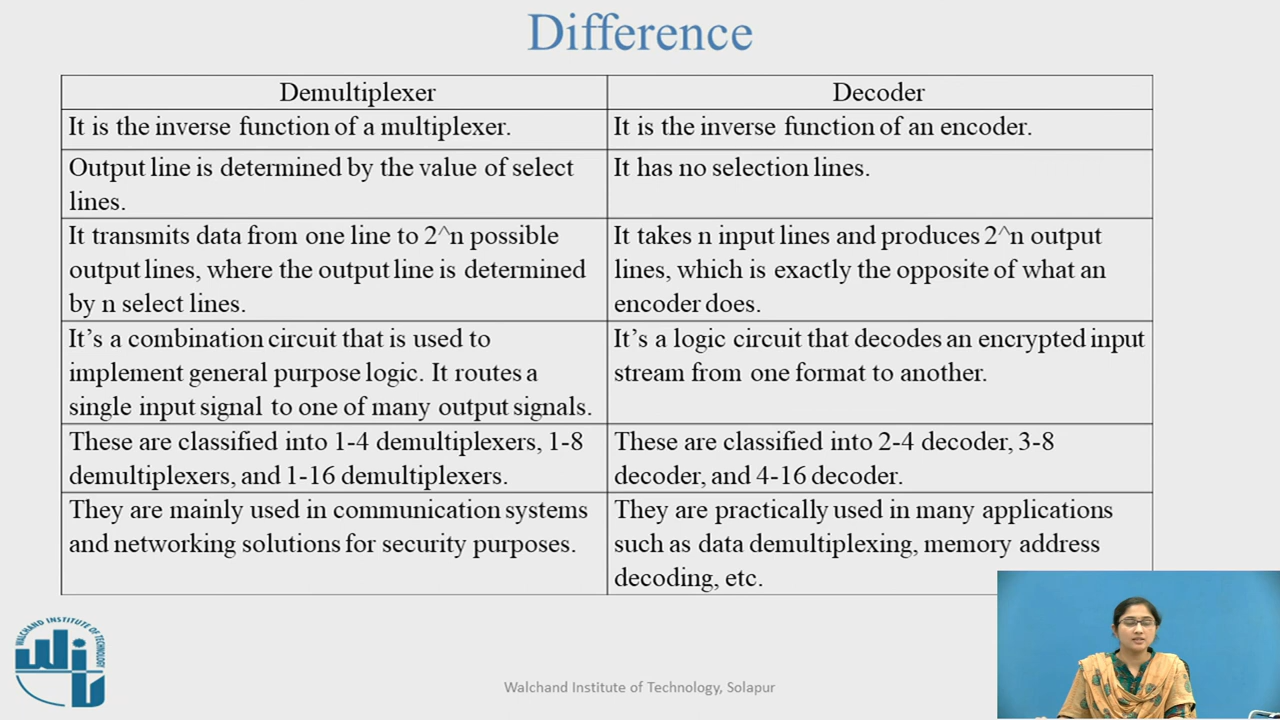 Difference
Demultiplexer
Decoder
It is the inverse function of a multiplexer.
It is the inverse function of an encoder.
Output line is determined by the value of select
lines.
It has no selection lines.
It transmits data from one line to 2^n possible
output lines, where the output line is determined
by n select lines.
It takes n input lines and produces 2^n output
lines, which is exactly the opposite of what an
encoder does.
It’s a combination circuit that is used to
implement general purpose logic. It routes a
single input signal to one of many output signals.
It’s a logic circuit that decodes an encrypted input
stream from one format to another.
These are classified into 1-4 demultiplexers, 1-8
demultiplexers, and 1-16 demultiplexers.
These are classified into 2-4 decoder, 3-8
decoder, and 4-16 decoder.
They are mainly used in communication systems
and networking solutions for security purposes.
They are practically used in many applications
such as data demultiplexing, memory address
decoding, etc.
WALCHAND INSTITUTE OF TECHNOLOGY
WIT
Walchand Institute of Technology, Solapur